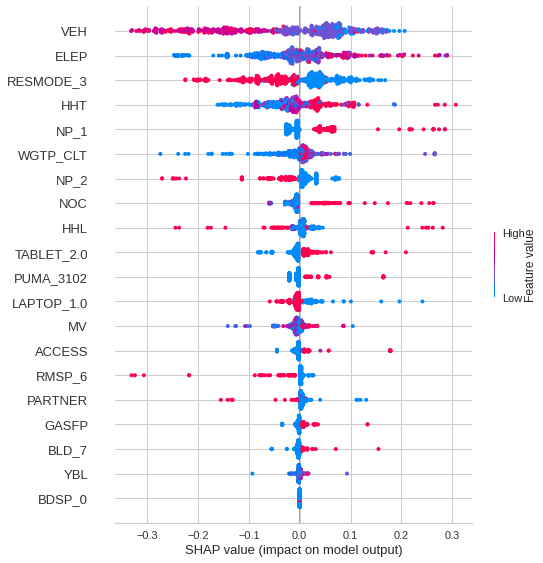 VEH
ELEP
RESMODE_3
HHT
NP_1
WGTP_CLT
NP_2
NOC
HHL
TABLET_2.0
PUMA_3102
LAPTOP_1.0
MV
ACCESS
RMSP_6
PARTNER
GASFP
BLD_7
YBL
BDSP_0
−0.3 −0.2 −0.1 0.0 0.1 0.2 0.3
SHAP value (impact on model output)
High
Low
Feature value